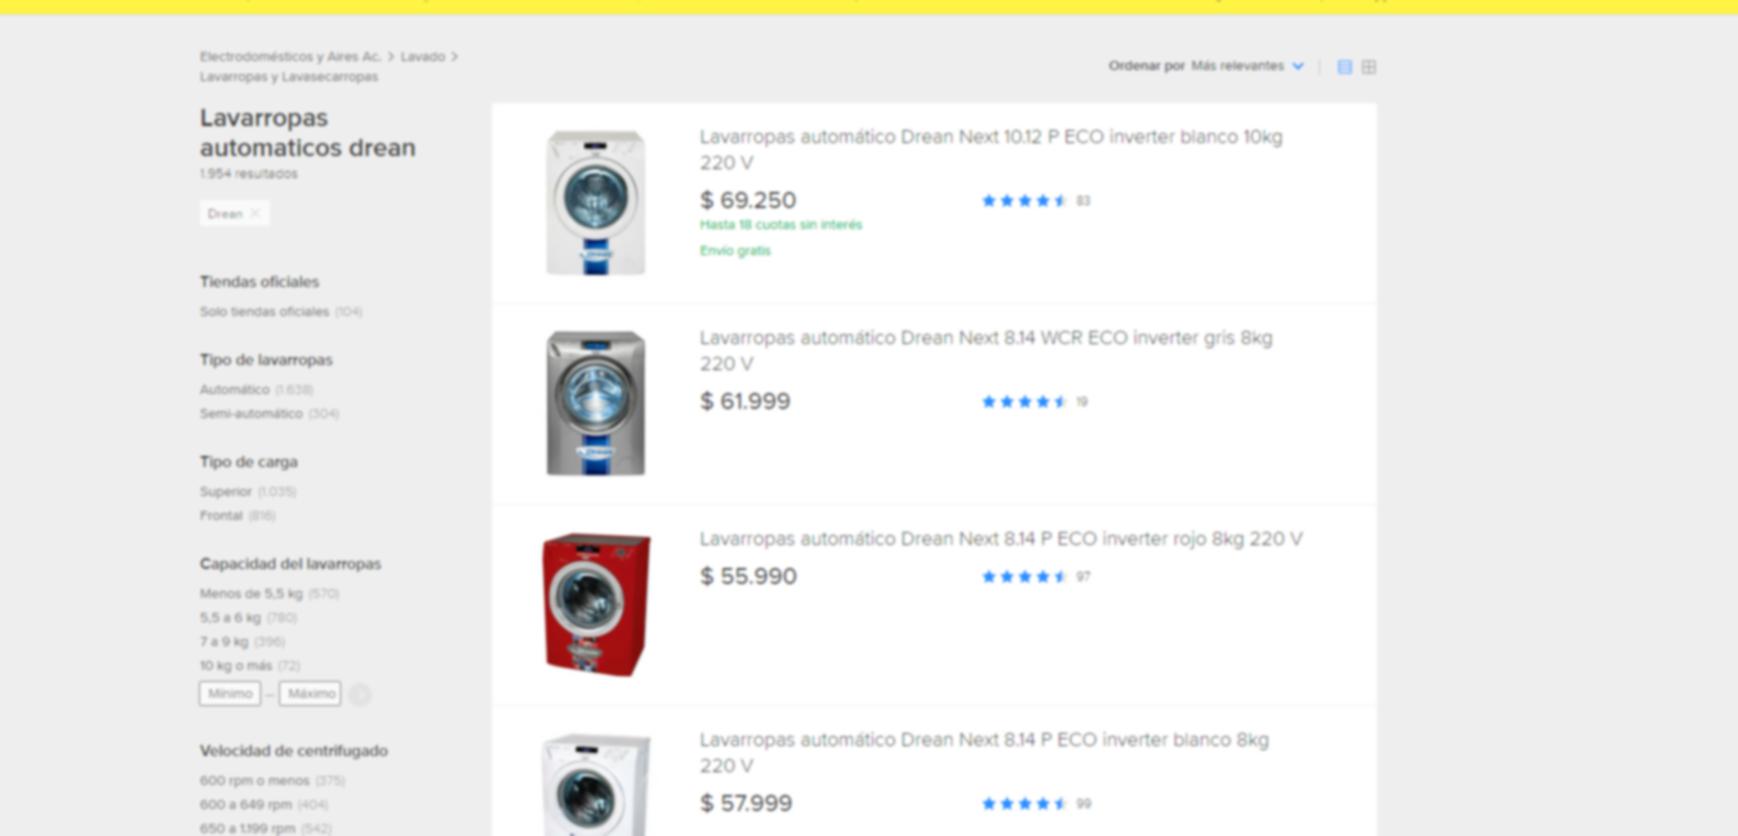 Electrodomésticos y Aires Ac. > Lavado >
Lavarropas y Lavasecarropas
Lavarropas
automaticos drean
1.954 resultados
Drean ×
Tiendas oficiales
Solo tiendas oficiales (104)
Tipo de lavarropas
Automático (1.638)
Semi-automático (304)
Tipo de carga
Superior (1.035)
Frontal (816)
Capacidad del lavarropas
Menos de 5,5 kg (570)
5,5 a 6 kg (780)
7 a 9 kg (396)
10 kg o más (72)
Mínimo – Máximo
Velocidad de centrifugado
600 rpm o menos (375)
600 a 649 rpm (404)
650 a 1.199 rpm (542)
Ordenar por Más relevantes
Lavarropas automático Drean Next 10.12 P ECO inverter blanco 10kg
220 V
$ 69.250
83
Hasta 18 cuotas sin interés
Envío gratis
Lavarropas automático Drean Next 8.14 WCR ECO inverter gris 8kg
220 V
$ 61.999
19
Lavarropas automático Drean Next 8.14 P ECO inverter rojo 8kg 220 V
$ 55.990
97
Lavarropas automático Drean Next 8.14 P ECO inverter blanco 8kg
220 V
$ 57.999
99